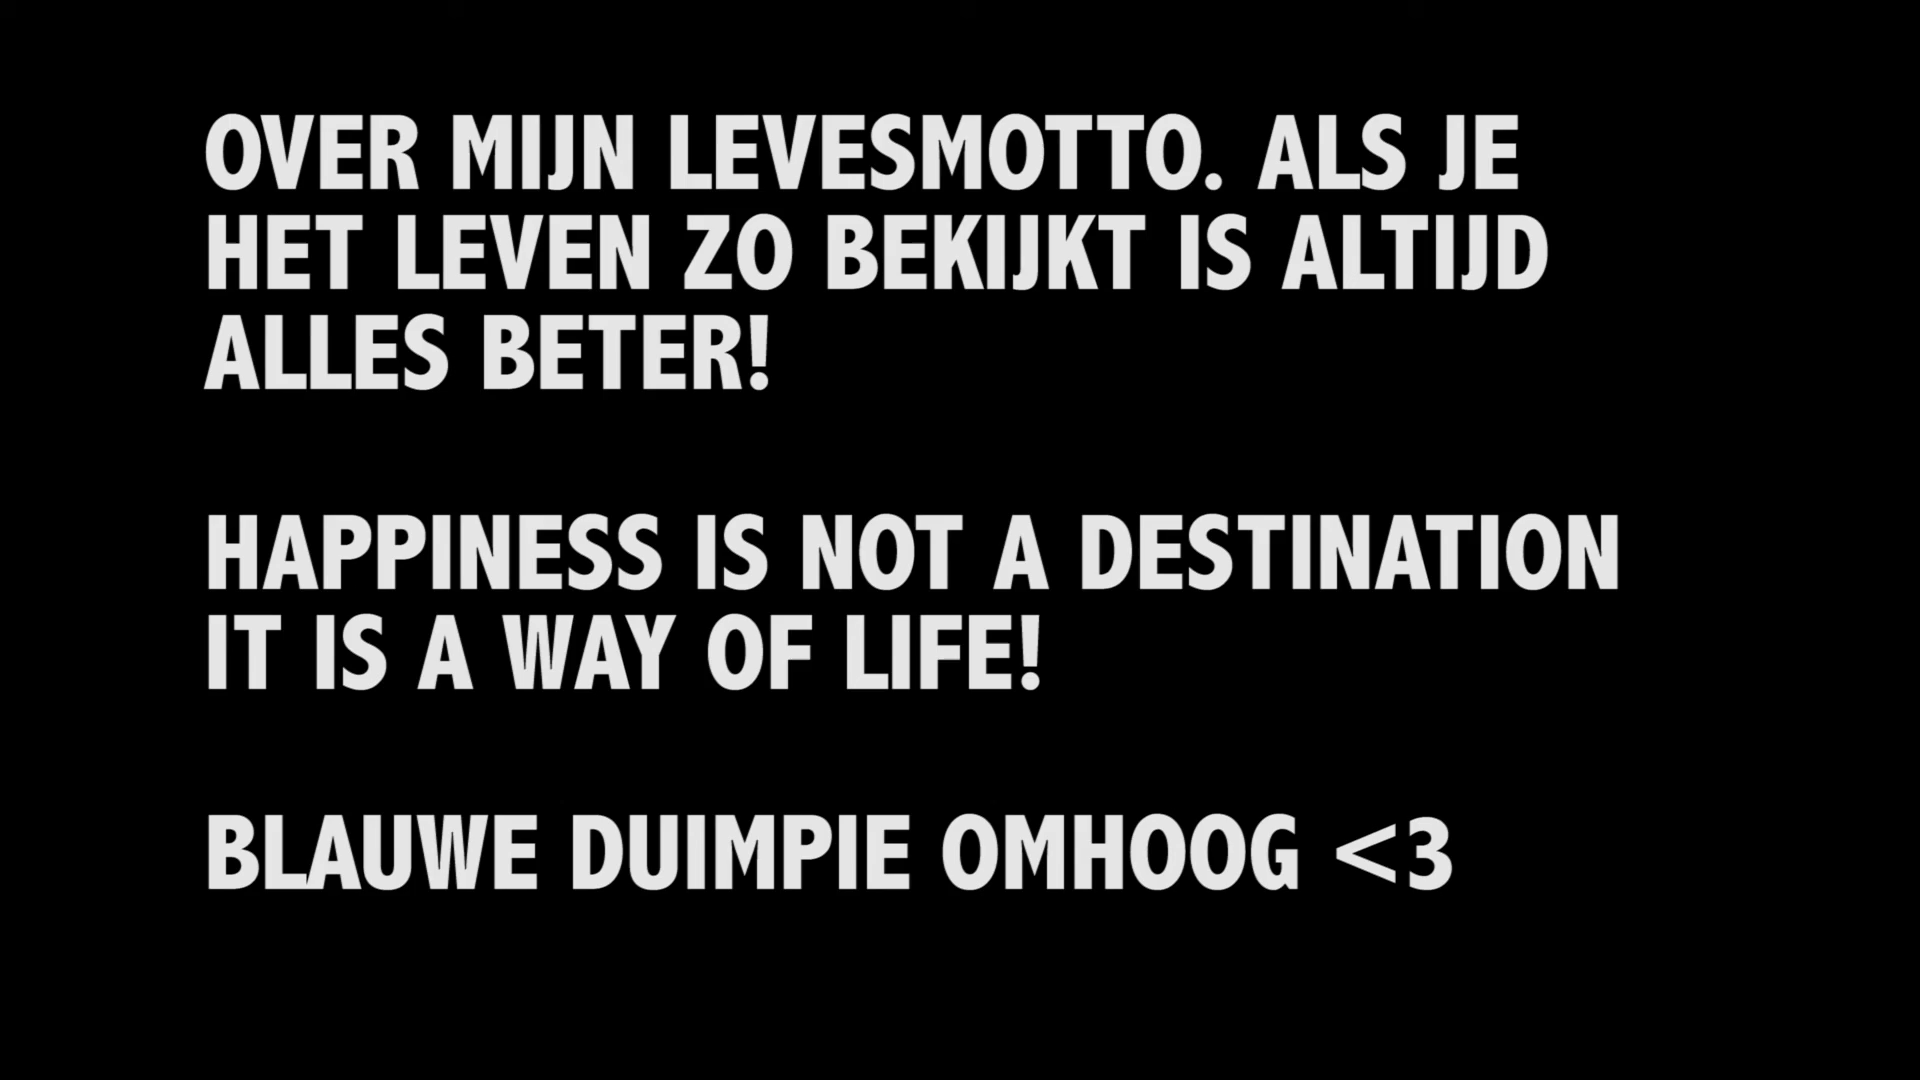 OVER MIJN LEVESMOTTO. ALS JE
HET LEVEN ZO BEKIJKT IS ALTIJD
ALLES BETER!
HAPPINESS IS NOT A DESTINATION
IT IS A WAY OF LIFE!
BLAUWE DUIMPIE OMHOOG <3